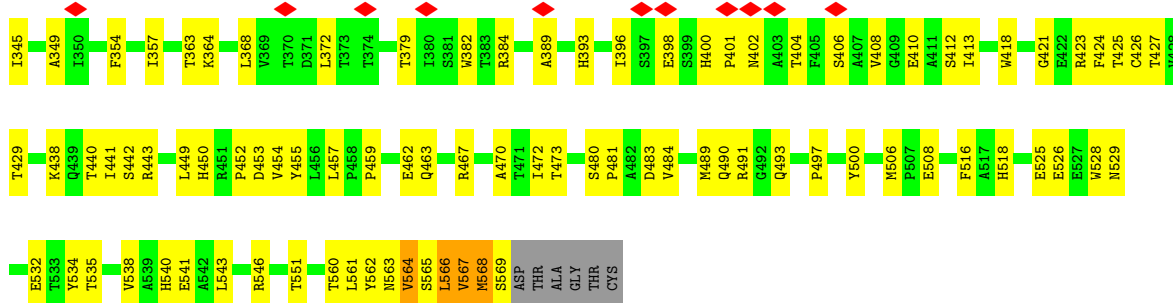 I345 A349 I350 F354 I357 T363 K364 L368 V369 T370 D371 L372 T373 T374 T379 I380 S381 W382 T383 R384 A389 H393 I396 S397 E398 S399 H400 P401 N402 A403 T404 F405 S406 A407 V408 G409 E410 A411 S412 I413 W418 G421 E422 R423 F424 T425 C426 T427
T429 K438 Q439 T440 I441 S442 R443 L449 H450 R451 P452 D453 V454 Y455 L456 L457 P458 P459 E462 Q463 R467 A470 T471 I472 T473 S480 P481 A482 D483 V484 M489 Q490 R491 G492 Q493 P497 Y500 M506 P507 E508 F516 A517 H518 E525 E526 E527 W528 N529
E532 T533 Y534 T535 V538 A539 H540 E541 A542 L543 R546 T551 T560 L561 Y562 N563 V564 S565 L566 V567 M568 S569 ASP THR ALA GLY THR CYS